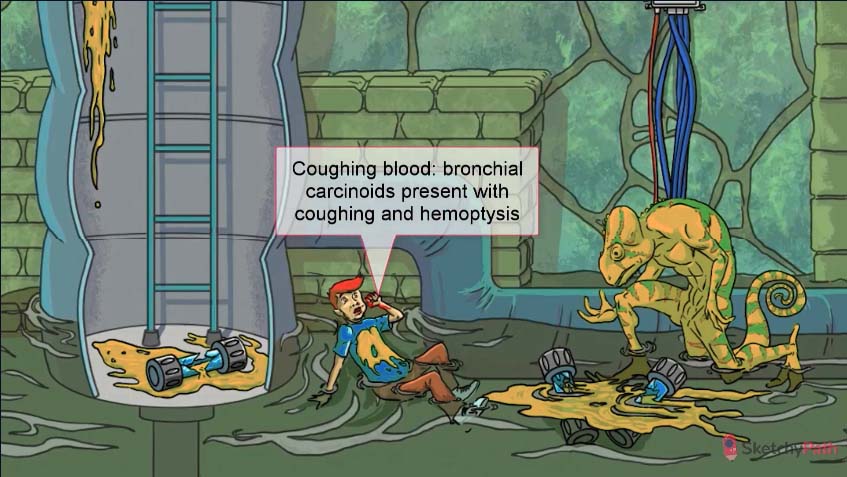 Coughing blood: bronchial
carcinoids present with
coughing and hemoptysis
SketchyPath